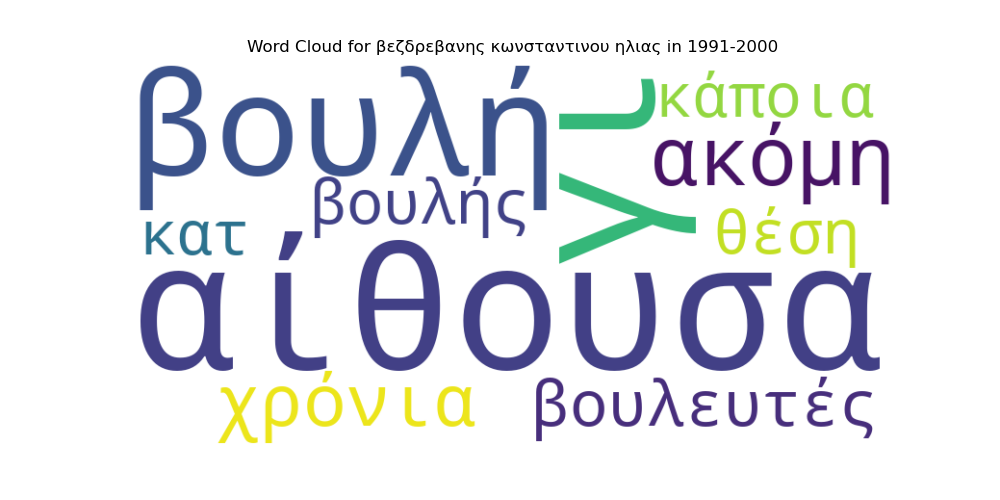 Word Cloud for βεζδρεβανης κωνσταντινου ηλιας in 1991-2000
βουλή
γι
κάποια
ακόμη
βουλής
κατ
θέση
αίθουσα
χρόνια
βουλευτές